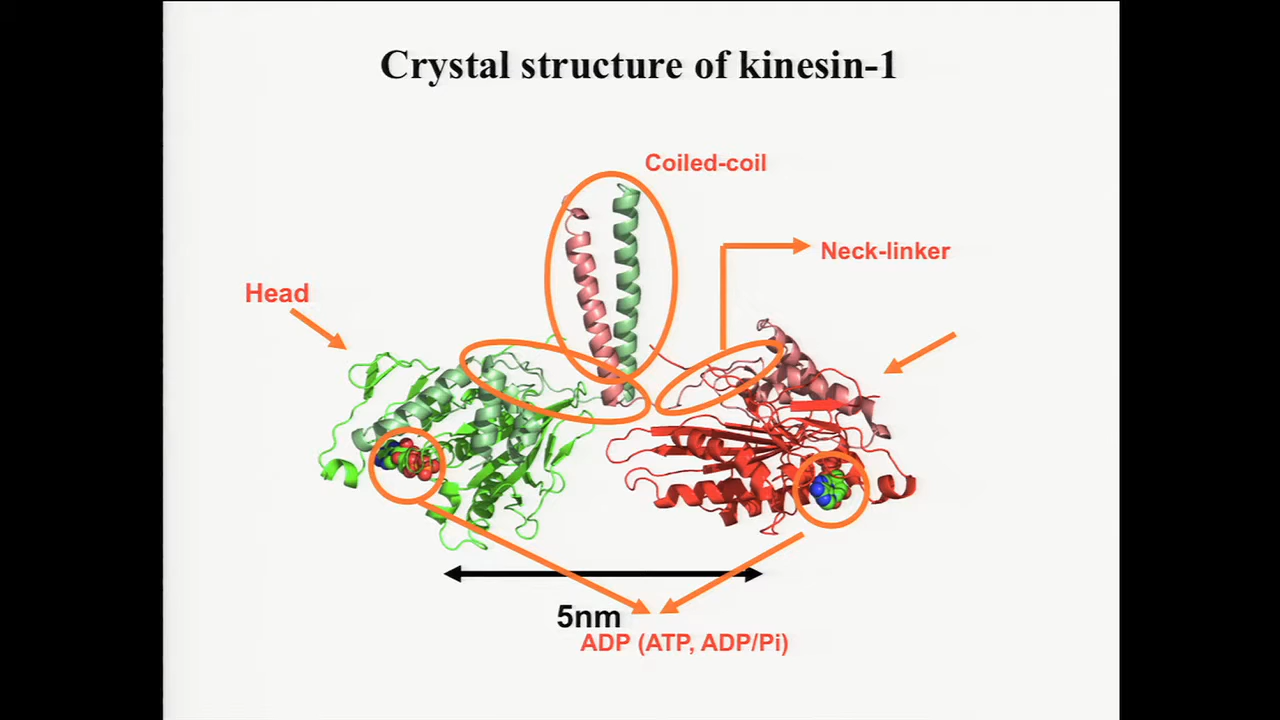 Crystal structure of kinesin-1
Coiled-coil
Neck-linker
Head
5nm
ADP (ATP, ADP/Pi)